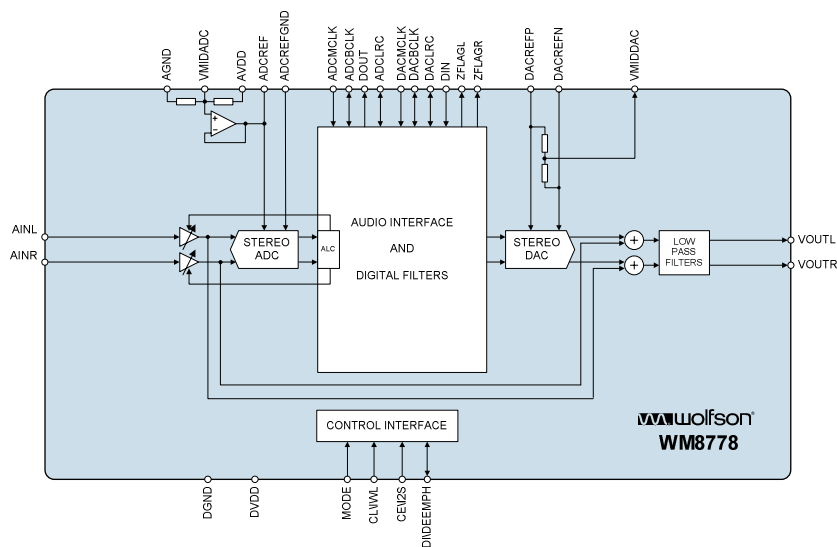 AGND
VMIDADC
AVDD
ADCREF
ADCREFGND
ADCMCLK
ADCBCLK
DOUT
ADCLRC
DACMCLK
DACBCLK
DACLRC
DIN
ZFLAGL
ZFLAGR
DACREFP
DACREFN
VMIDDAC
+
−
AINL
AINR
STEREO
ADC
ALC
AUDIO INTERFACE
AND
DIGITAL FILTERS
STEREO
DAC
+
+
LOW
PASS
FILTERS
VOUTL
VOUTR
CONTROL INTERFACE
wolfson®
WM8778
DGND
DVDD
MODE
CL\IWL
CE\I2S
DI\DEEMPH